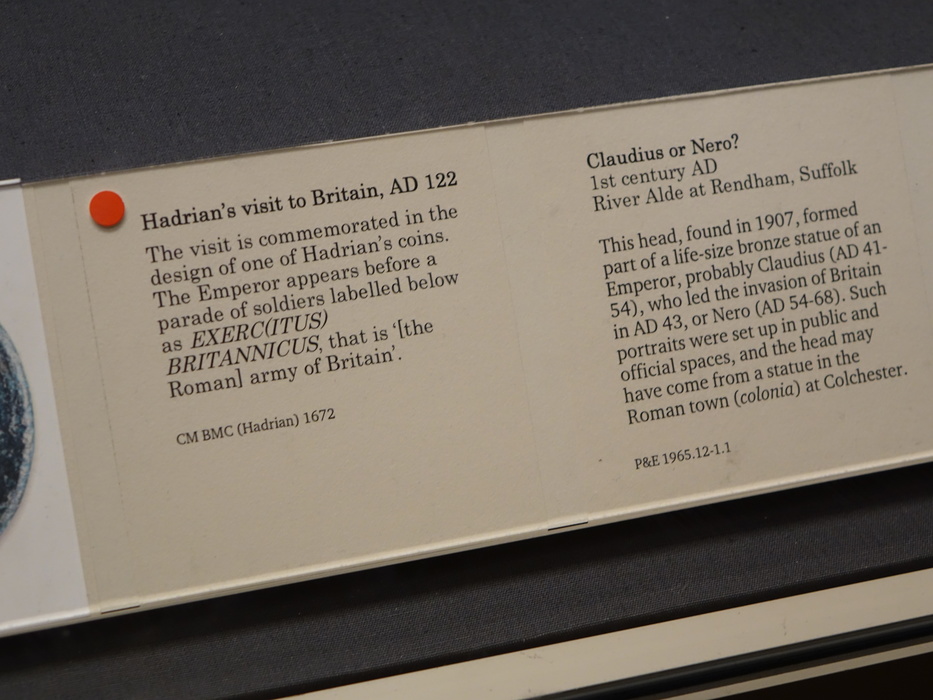 Hadrian's visit to Britain, AD 122
The visit is commemorated in the
design of one of Hadrian's coins.
The Emperor appears before a
parade of soldiers labelled below
as EXERC(ITUS)
BRITANNICUS, that is '[the
Roman] army of Britain'.
CM BMC (Hadrian) 1672
Claudius or Nero?
1st century AD
River Alde at Rendham, Suffolk
This head, found in 1907, formed
part of a life-size bronze statue of an
Emperor, probably Claudius (AD 41-
54), who led the invasion of Britain
in AD 43, or Nero (AD 54-68). Such
portraits were set up in public and
official spaces, and the head may
have come from a statue in the
Roman town (colonia) at Colchester.
P&E 1965.12-1.1